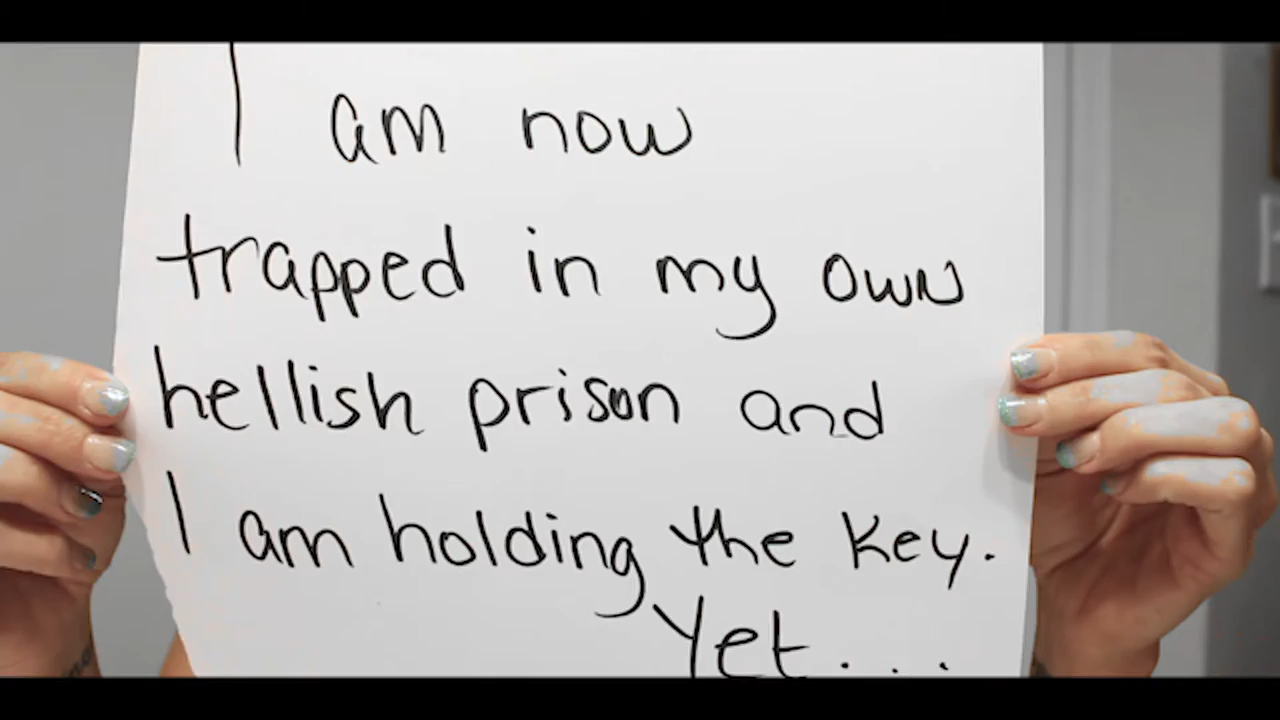 I am now
trapped in my own
hellish prison and
I am holding the key.
Yet...